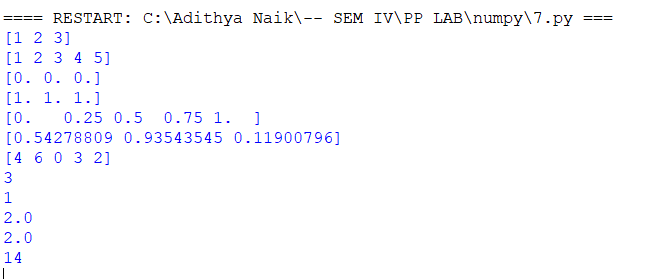 ==== RESTART: C:\Adithya Naik\-- SEM IV\PP LAB\numpy\7.py ===
[1 2 3]
[1 2 3 4 5]
[0. 0. 0.]
[1. 1. 1.]
[0.   0.25 0.5  0.75 1.  ]
[0.54278809 0.93543545 0.11900796]
[4 6 0 3 2]
3
1
2.0
2.0
14